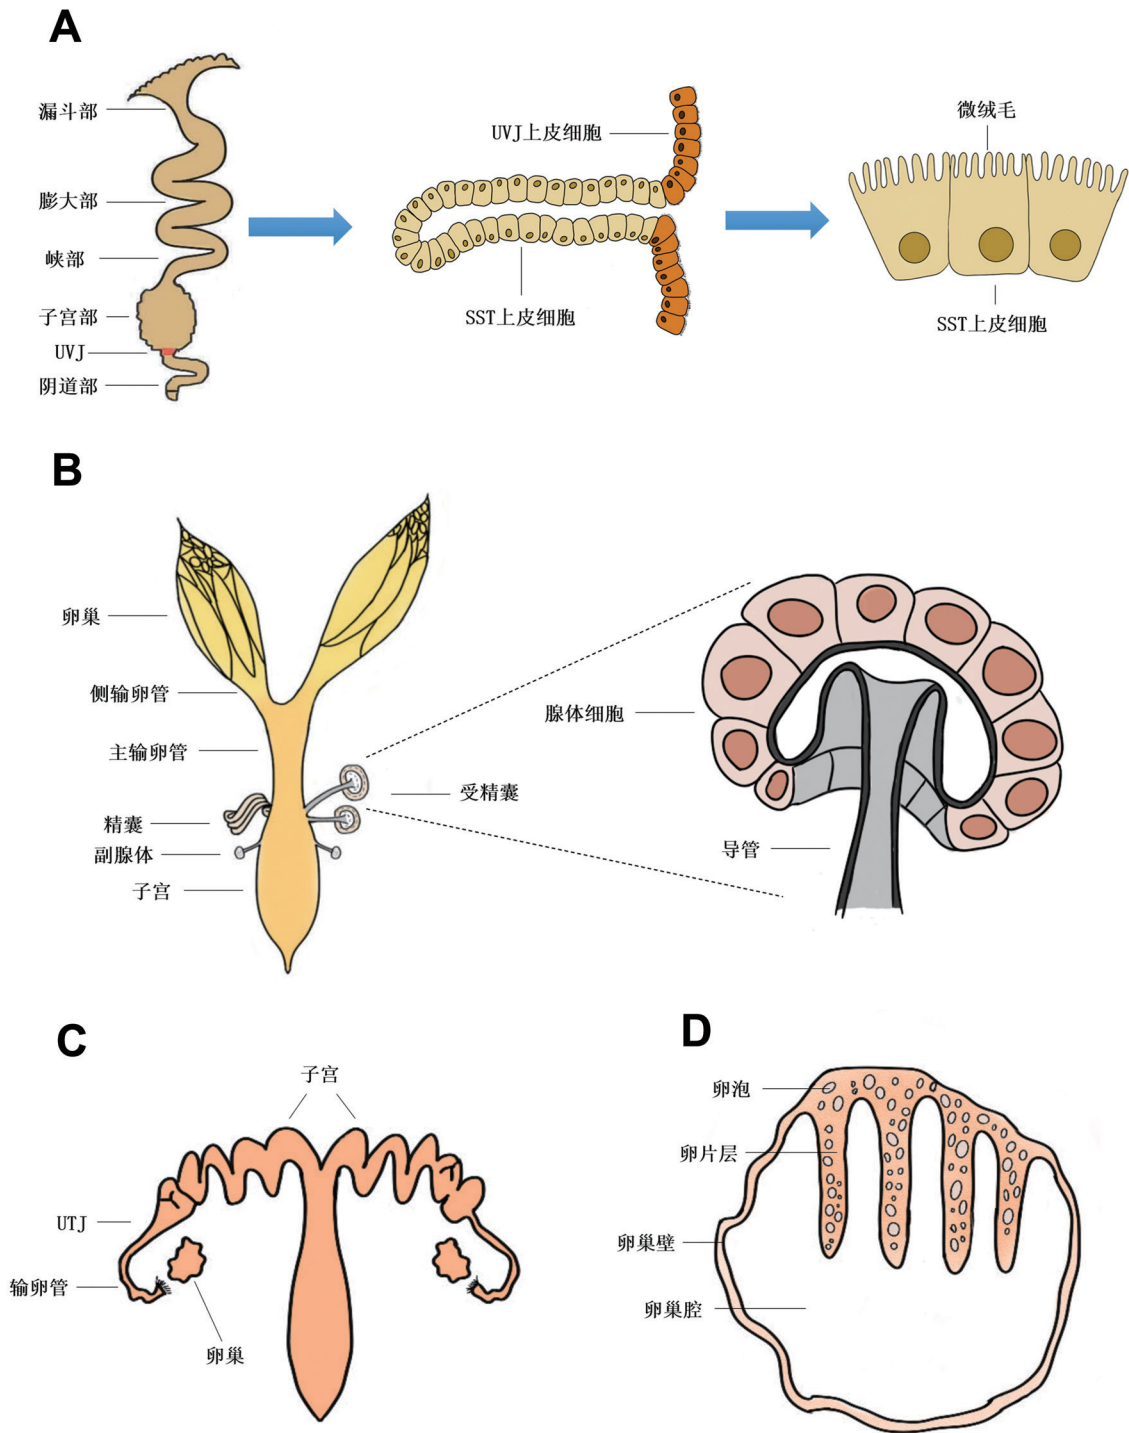 A
漏斗部
膨大部
峡部
子宫部
UVJ
阴道部
UVJ上皮细胞
SST上皮细胞
微绒毛
SST上皮细胞
B
卵巢
侧输卵管
主输卵管
精囊
副腺体
子宫
受精囊
腺体细胞
导管
C
子宫
UTJ
输卵管
卵巢
D
卵泡
卵片层
卵巢壁
卵巢腔